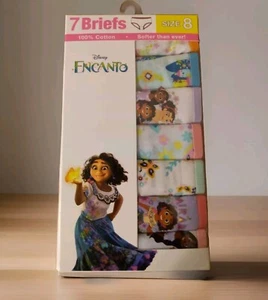 7 Briefs
SIZE 8
100% Cotton • Softer than ever!
Disney
ENCANTO